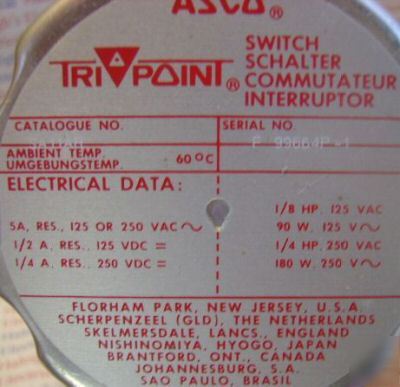 ASCO®
TRI POINT®
SWITCH
SCHALTER
COMMUTATEUR
INTERRUPTOR
CATALOGUE NO.
SERIAL NO
AMBIENT TEMP. 60°C
UMGEBUNGSTEMP.
ELECTRICAL DATA:
5A, RES., 125 OR 250 VAC ∿
1/2 A, RES., 125 VDC =
1/4 A, RES., 250 VDC =
1/8 HP. 125 VAC
90 W. 125 V∿
1/4 HP. 250 VAC
180 W. 250 V∿
FLORHAM PARK, NEW JERSEY, U.S.A.
SCHERPENZEEL (GLD), THE NETHERLANDS
SKELMERSDALE, LANCS., ENGLAND
NISHINOMIYA, HYOGO, JAPAN
BRANTFORD, ONT., CANADA
JOHANNESBURG, S.A.
SAO PAULO, BRASIL